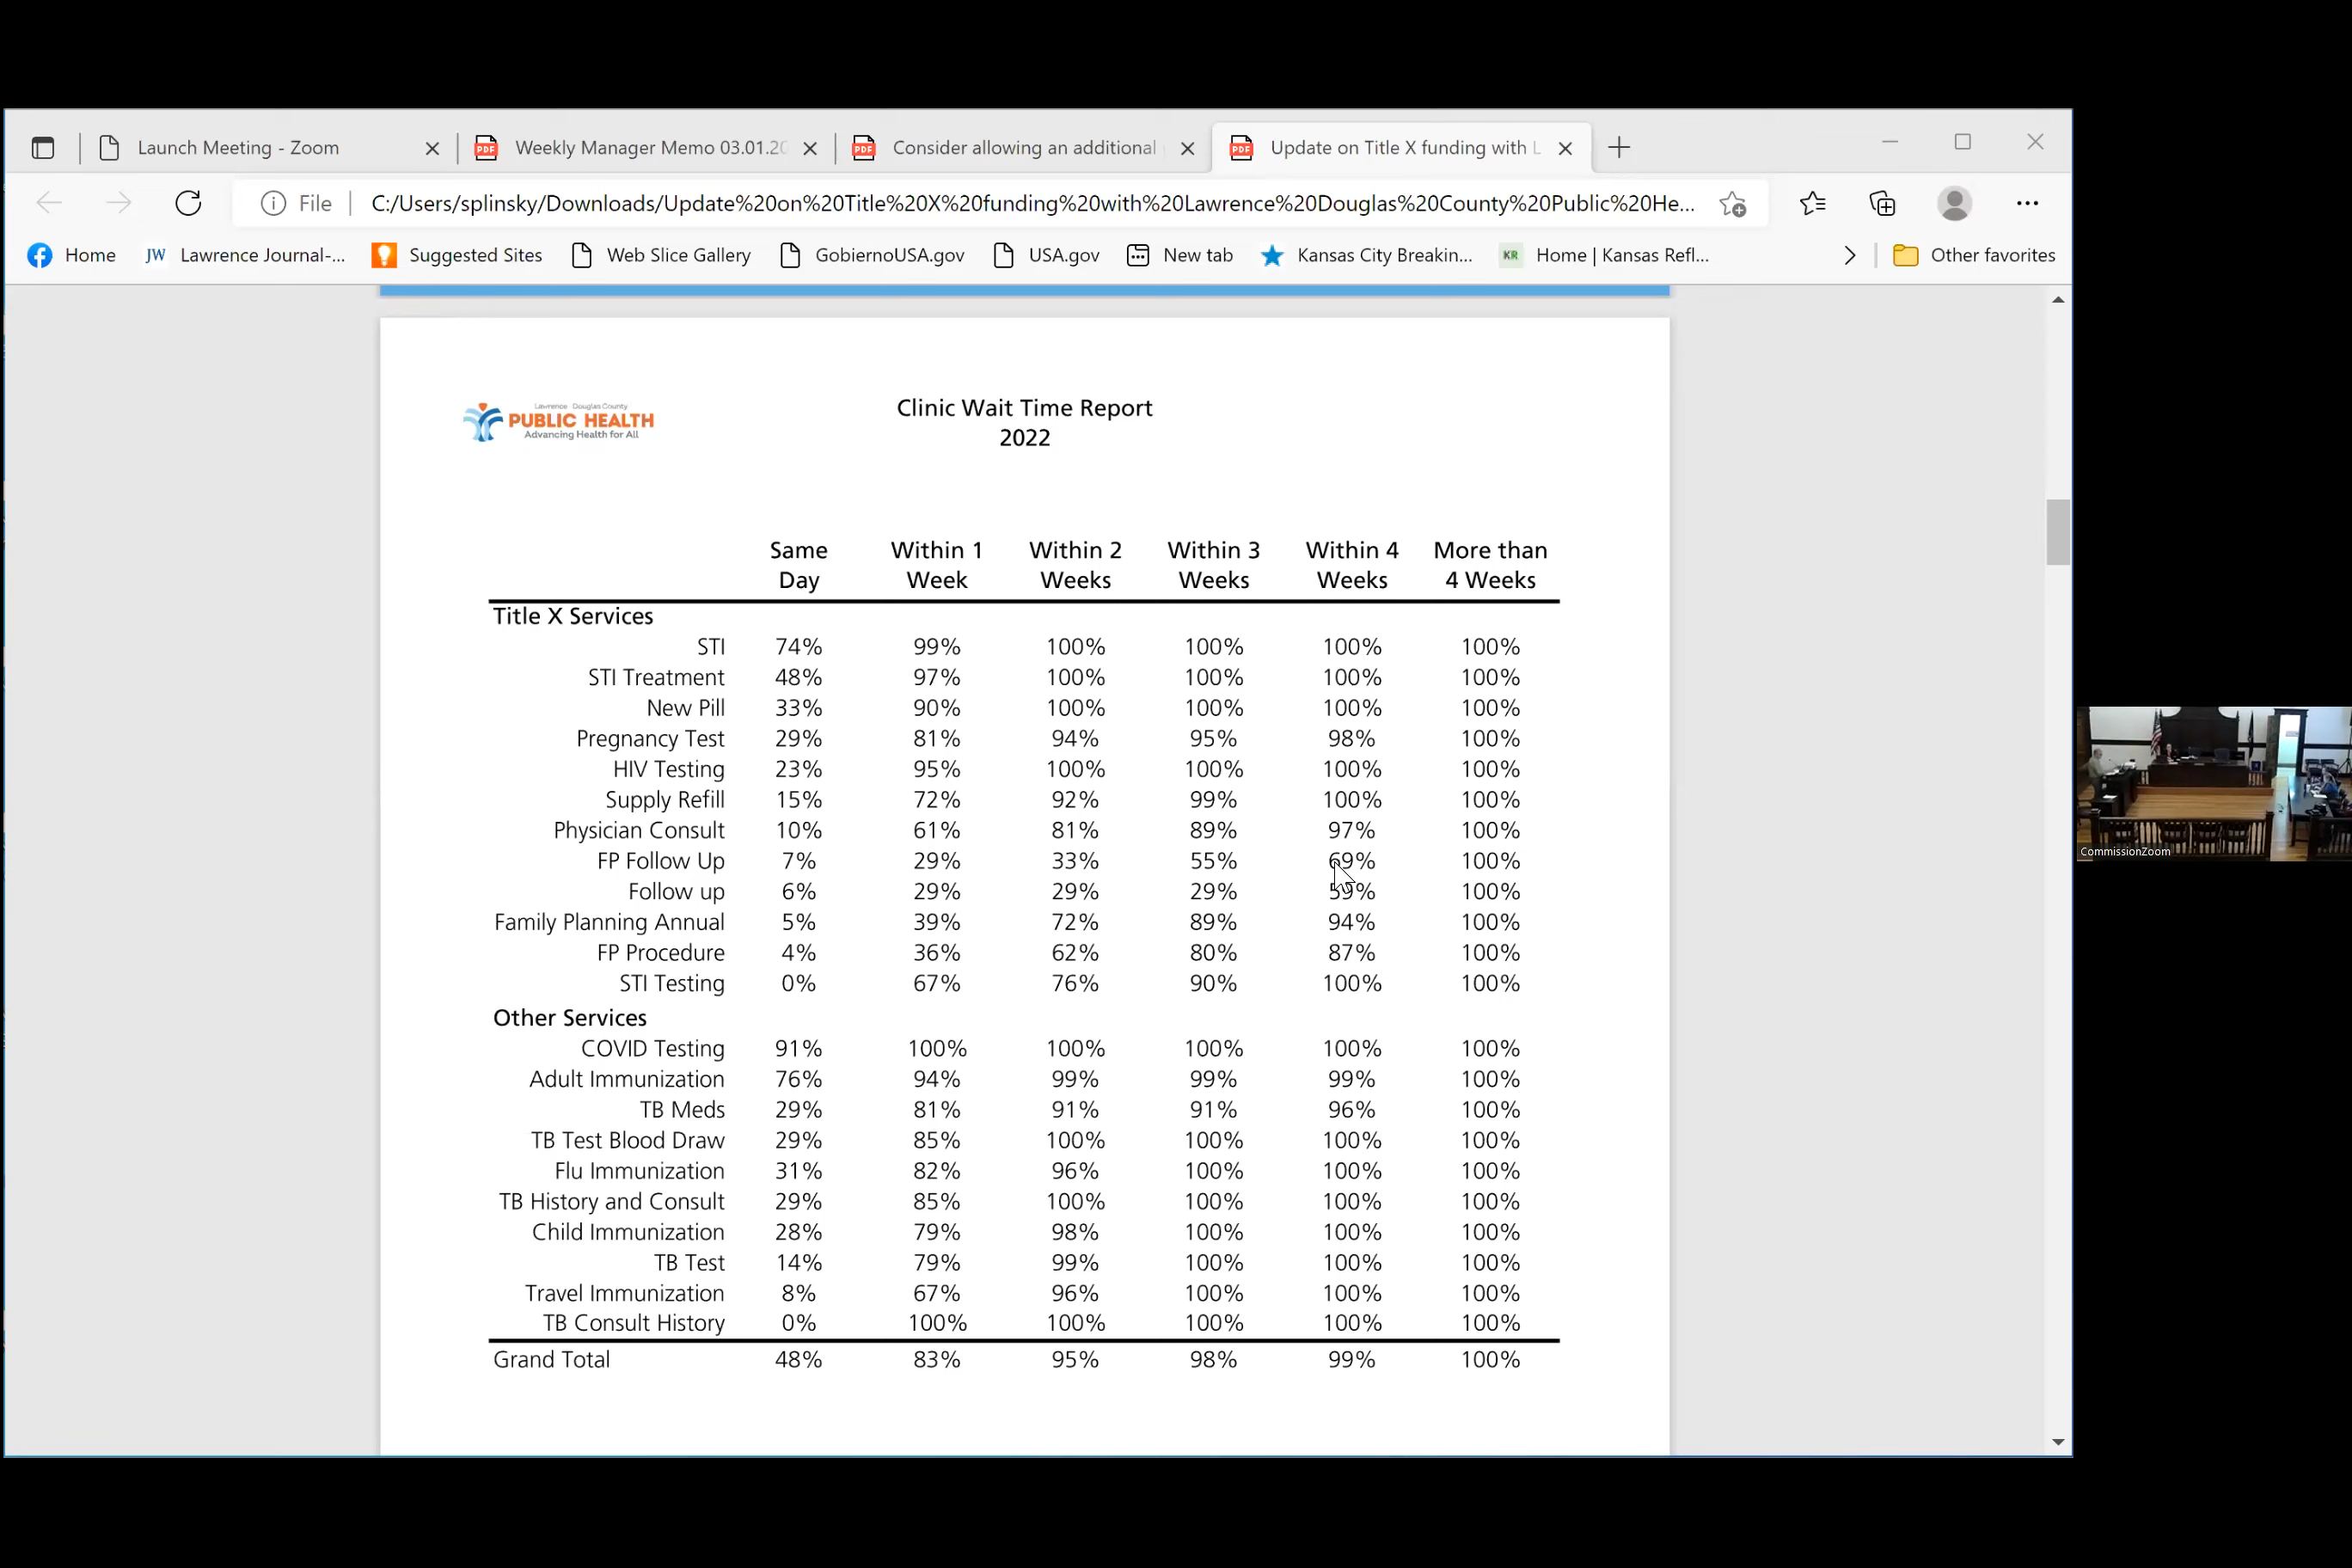 Launch Meeting - Zoom
Weekly Manager Memo 03.01.20
Consider allowing an additional
Update on Title X funding with L
File
C:/Users/splinsky/Downloads/Update%20on%20Title%20X%20funding%20with%20Lawrence%20Douglas%20County%20Public%20He...
Home
JW Lawrence Journal-...
Suggested Sites
Web Slice Gallery
GobiernoUSA.gov
USA.gov
New tab
Kansas City Breakin...
KR Home | Kansas Refl...
Other favorites
Lawrence Douglas County
PUBLIC HEALTH
Advancing Health for All
Clinic Wait Time Report
2022
Same Day Within 1 Week Within 2 Weeks Within 3 Weeks Within 4 Weeks More than 4 Weeks
Title X Services
STI 74% 99% 100% 100% 100% 100%
STI Treatment 48% 97% 100% 100% 100% 100%
New Pill 33% 90% 100% 100% 100% 100%
Pregnancy Test 29% 81% 94% 95% 98% 100%
HIV Testing 23% 95% 100% 100% 100% 100%
Supply Refill 15% 72% 92% 99% 100% 100%
Physician Consult 10% 61% 81% 89% 97% 100%
FP Follow Up 7% 29% 33% 55% 69% 100%
Follow up 6% 29% 29% 29% 59% 100%
Family Planning Annual 5% 39% 72% 89% 94% 100%
FP Procedure 4% 36% 62% 80% 87% 100%
STI Testing 0% 67% 76% 90% 100% 100%
Other Services
COVID Testing 91% 100% 100% 100% 100% 100%
Adult Immunization 76% 94% 99% 99% 99% 100%
TB Meds 29% 81% 91% 91% 96% 100%
TB Test Blood Draw 29% 85% 100% 100% 100% 100%
Flu Immunization 31% 82% 96% 100% 100% 100%
TB History and Consult 29% 85% 100% 100% 100% 100%
Child Immunization 28% 79% 98% 100% 100% 100%
TB Test 14% 79% 99% 100% 100% 100%
Travel Immunization 8% 67% 96% 100% 100% 100%
TB Consult History 0% 100% 100% 100% 100% 100%
Grand Total 48% 83% 95% 98% 99% 100%
CommissionZoom